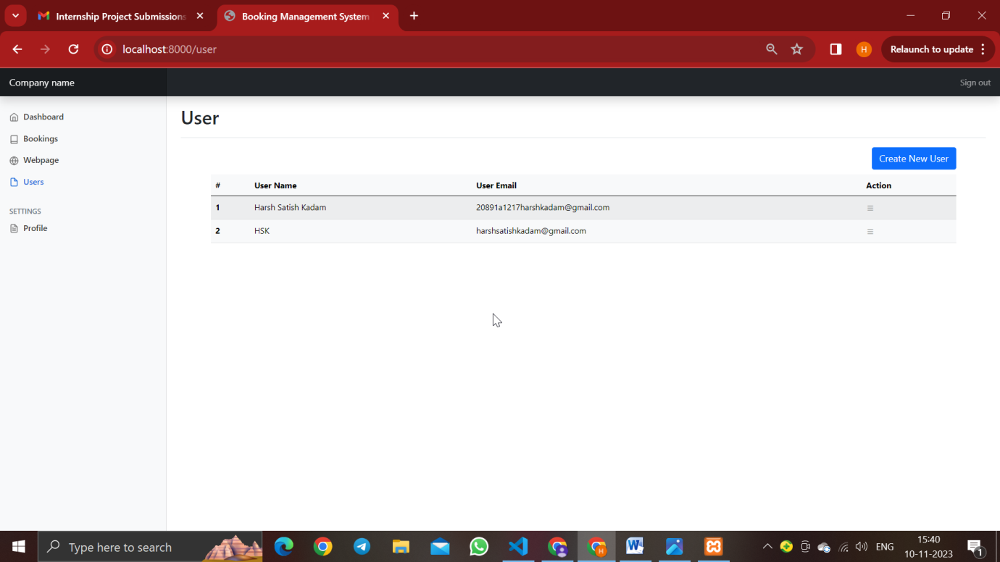 Internship Project Submissions
Booking Management System
localhost:8000/user
H
Relaunch to update
Company name
Sign out
Dashboard
Bookings
Webpage
Users
SETTINGS
Profile
User
Create New User
# User Name User Email Action
1 Harsh Satish Kadam 20891a1217harshkadam@gmail.com
2 HSK harshsatishkadam@gmail.com
Type here to search
H
W
ENG
15:40
10-11-2023
1